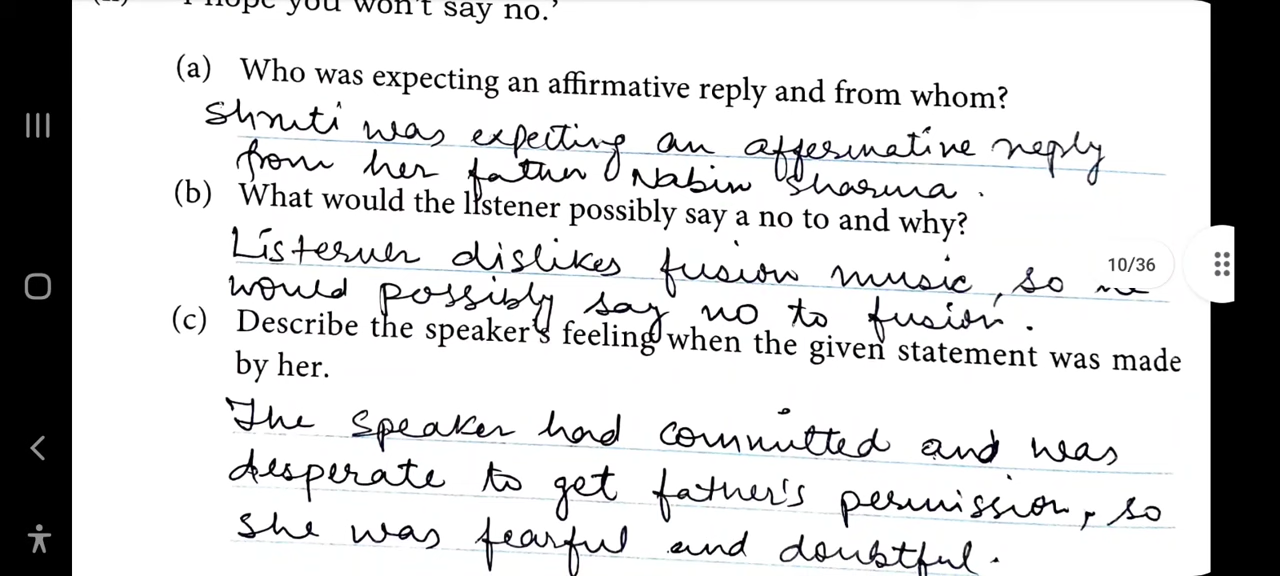 I hope you won't say no.'
(a) Who was expecting an affirmative reply and from whom?
Shruti was expecting an affermative reply
from her father Nabin Sharma.
(b) What would the listener possibly say a no to and why?
Listerner dislikes fusion music, so
10/36
would possibly say no to fusion.
(c) Describe the speaker's feeling when the given statement was made
by her.
The speaker had committed and was
desperate to get father's permission, so
she was fearful and doubtful.